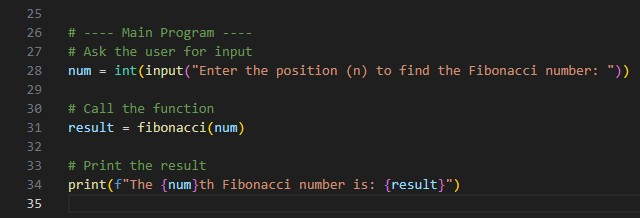 25
26 # ---- Main Program ----
27 # Ask the user for input
28 num = int(input("Enter the position (n) to find the Fibonacci number: "))
29
30 # Call the function
31 result = fibonacci(num)
32
33 # Print the result
34 print(f"The {num}th Fibonacci number is: {result}")
35